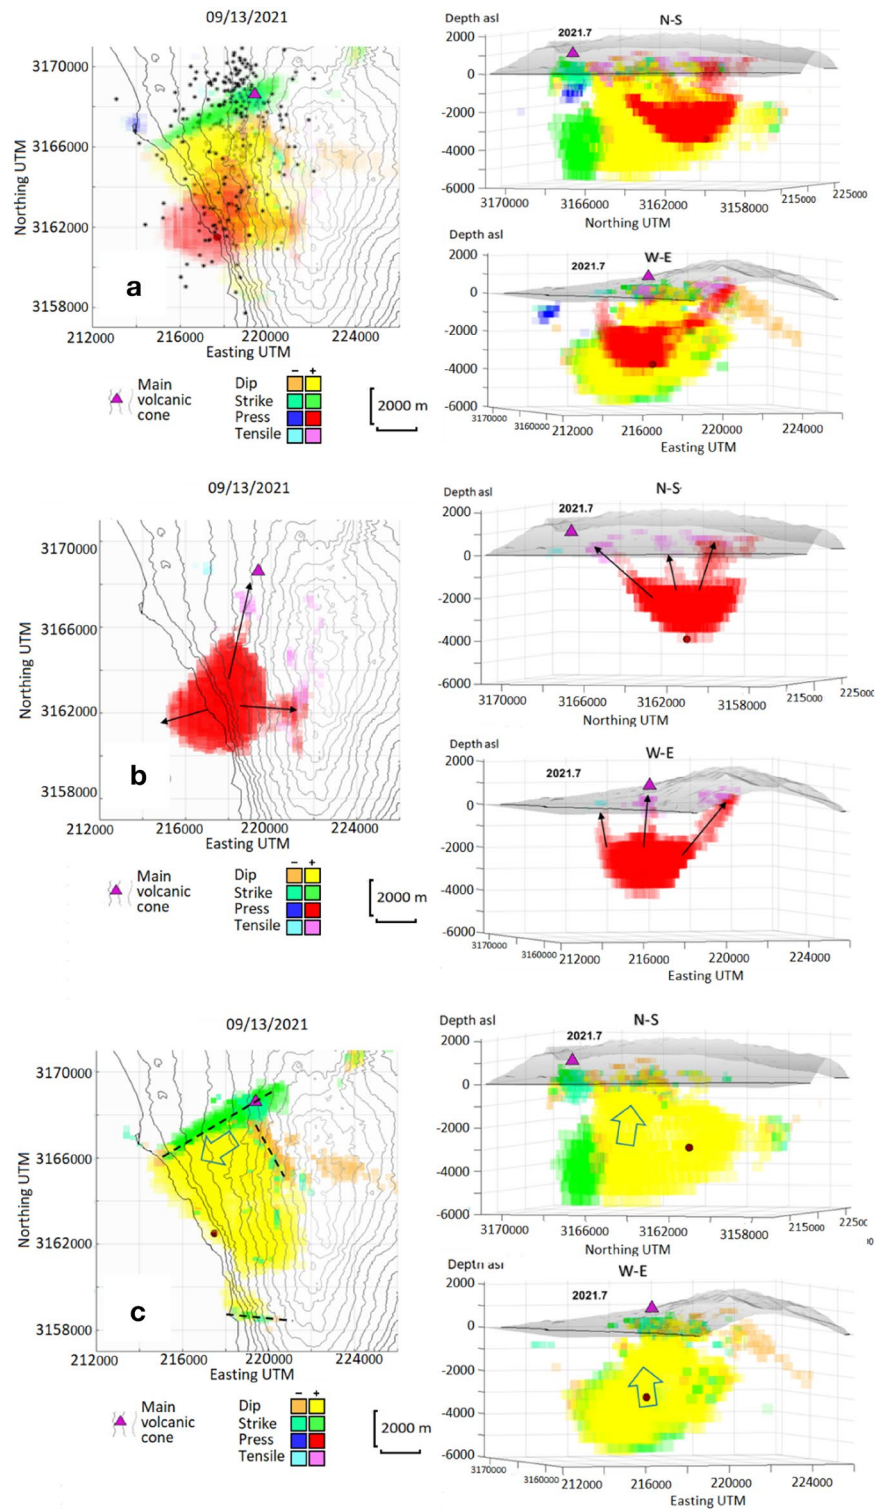 09/13/2021
3170000
3166000
3162000
3158000
Northing UTM
a
212000 216000 220000 224000
Easting UTM
Main
volcanic
cone
− +
Dip
Strike
Press
Tensile
2000 m
Depth asl
N-S
2021.7
2000
0
-2000
-4000
-6000
3170000 3166000 3162000 3158000 215000 225000
Northing UTM
Depth asl
W-E
2021.7
2000
0
-2000
-4000
-6000
3170000 3160000 212000 216000 220000 224000
Easting UTM
09/13/2021
3170000
3166000
3162000
3158000
Northing UTM
b
212000 216000 220000 224000
Easting UTM
Main
volcanic
cone
− +
Dip
Strike
Press
Tensile
2000 m
Depth asl
N-S
2021.7
2000
0
-2000
-4000
-6000
3170000 3166000 3162000 3158000 215000 225000
Northing UTM
Depth asl
W-E
2021.7
2000
0
-2000
-4000
-6000
3170000 3160000 212000 216000 220000 224000
Easting UTM
09/13/2021
3170000
3166000
3162000
3158000
Northing UTM
c
212000 216000 220000 224000
Easting UTM
Main
volcanic
cone
− +
Dip
Strike
Press
Tensile
2000 m
Depth asl
N-S
2021.7
2000
0
-2000
-4000
-6000
3170000 3166000 3162000 3158000 215000
Northing UTM
Depth asl
W-E
2021.7
2000
0
-2000
-4000
-6000
3170000 3160000 212000 216000 220000 224000
Easting UTM